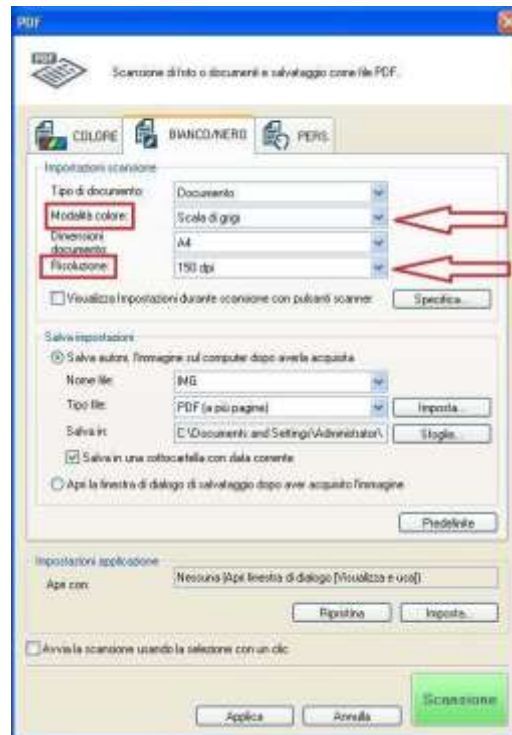 PDF
PDF
Scansione di foto o documenti e salvataggio come file PDF.
COLORE BIANCO/NERO PERS.
Impostazioni scansione
Tipo di documento: Documento
Modalità colore: Scala di grigi
Dimensioni documento: A4
Risoluzione: 150 dpi
Visualizza Impostazioni durante scansione con pulsanti scanner Specifica...
Salva impostazioni
Salva autom. l'immagine sul computer dopo averla acquisita
Nome file: IMG
Tipo file: PDF (a più pagine) Imposta...
Salva in: C:\Documents and Settings\Administrator\ Sfoglia...
Salva in una sottocartella con data corrente
Apri la finestra di dialogo di salvataggio dopo aver acquisito l'immagine
Predefinite
Impostazioni applicazione
Apri con: Nessuna [Apri finestra di dialogo [Visualizza e usa]]
Ripristina Imposta...
Avvia la scansione usando la selezione con un clic
Applica Annulla Scansione